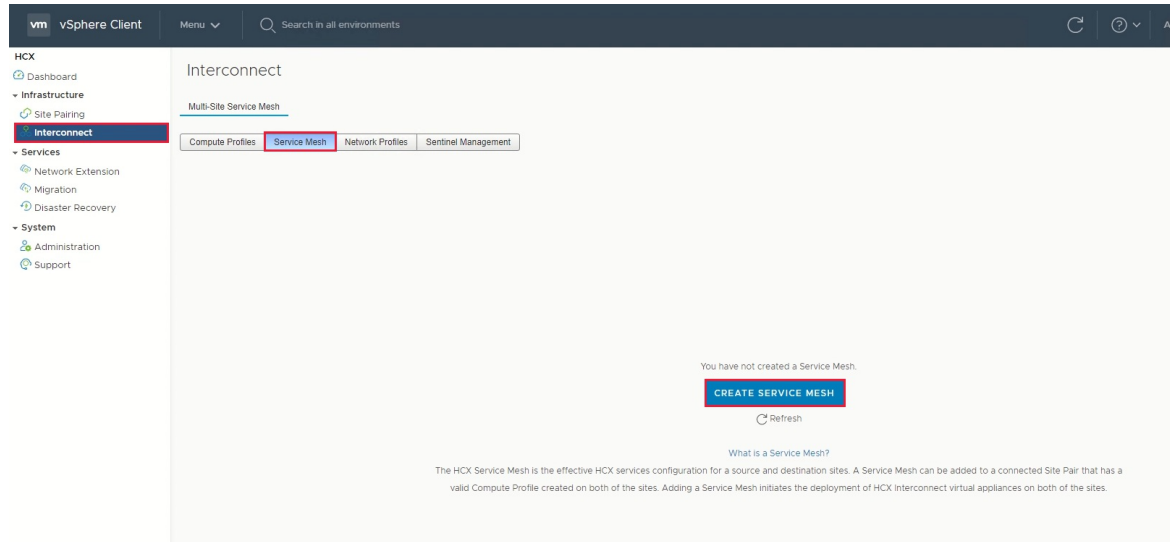 vm vSphere Client Menu Search in all environments
HCX
Dashboard
Infrastructure
Site Pairing
Interconnect
Services
Network Extension
Migration
Disaster Recovery
System
Administration
Support
Interconnect
Multi-Site Service Mesh
Compute Profiles Service Mesh Network Profiles Sentinel Management
You have not created a Service Mesh.
CREATE SERVICE MESH
Refresh
What is a Service Mesh?
The HCX Service Mesh is the effective HCX services configuration for a source and destination sites. A Service Mesh can be added to a connected Site Pair that has a
valid Compute Profile created on both of the sites. Adding a Service Mesh initiates the deployment of HCX Interconnect virtual appliances on both of the sites.